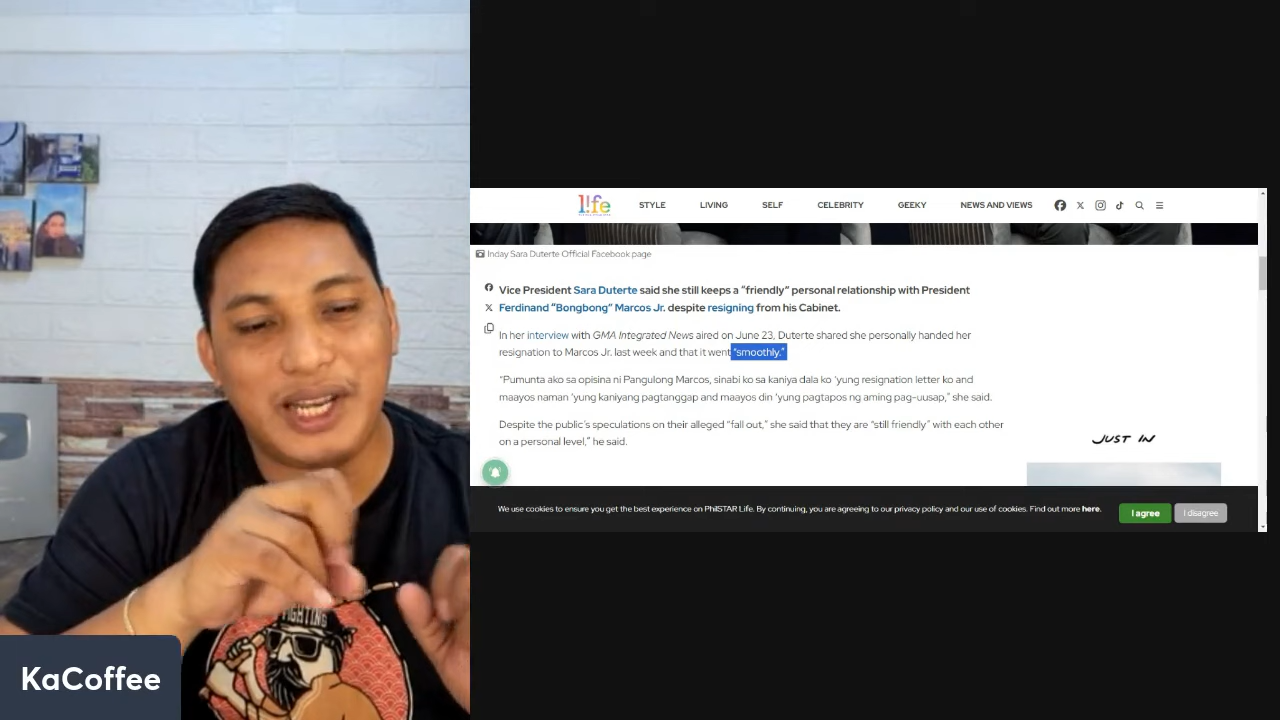 l!fe
STYLE LIVING SELF CELEBRITY GEEKY NEWS AND VIEWS
Inday Sara Duterte Official Facebook page
Vice President Sara Duterte said she still keeps a “friendly” personal relationship with President
Ferdinand “Bongbong” Marcos Jr. despite resigning from his Cabinet.
In her interview with GMA Integrated News aired on June 23, Duterte shared she personally handed her
resignation to Marcos Jr. last week and that it went “smoothly.”
“Pumunta ako sa opisina ni Pangulong Marcos, sinabi ko sa kaniya dala ko ‘yung resignation letter ko and
maayos naman ‘yung kaniyang pagtanggap and maayos din ‘yung pagtapos ng aming pag-uusap,” she said.
Despite the public’s speculations on their alleged “fall out,” she said that they are “still friendly” with each other
on a personal level,” he said.
JUST IN
We use cookies to ensure you get the best experience on PhilSTAR Life. By continuing, you are agreeing to our privacy policy and our use of cookies. Find out more here.
I agree
I disagree
FIGHTING
KaCoffee